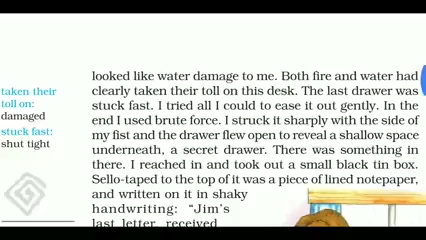 looked like water damage to me. Both fire and water had
clearly taken their toll on this desk. The last drawer was
stuck fast. I tried all I could to ease it out gently. In the
end I used brute force. I struck it sharply with the side of
my fist and the drawer flew open to reveal a shallow space
underneath, a secret drawer. There was something in
there. I reached in and took out a small black tin box.
Sello-taped to the top of it was a piece of lined notepaper,
and written on it in shaky
handwriting: “Jim’s
last letter, received
taken their
toll on:
damaged
stuck fast:
shut tight